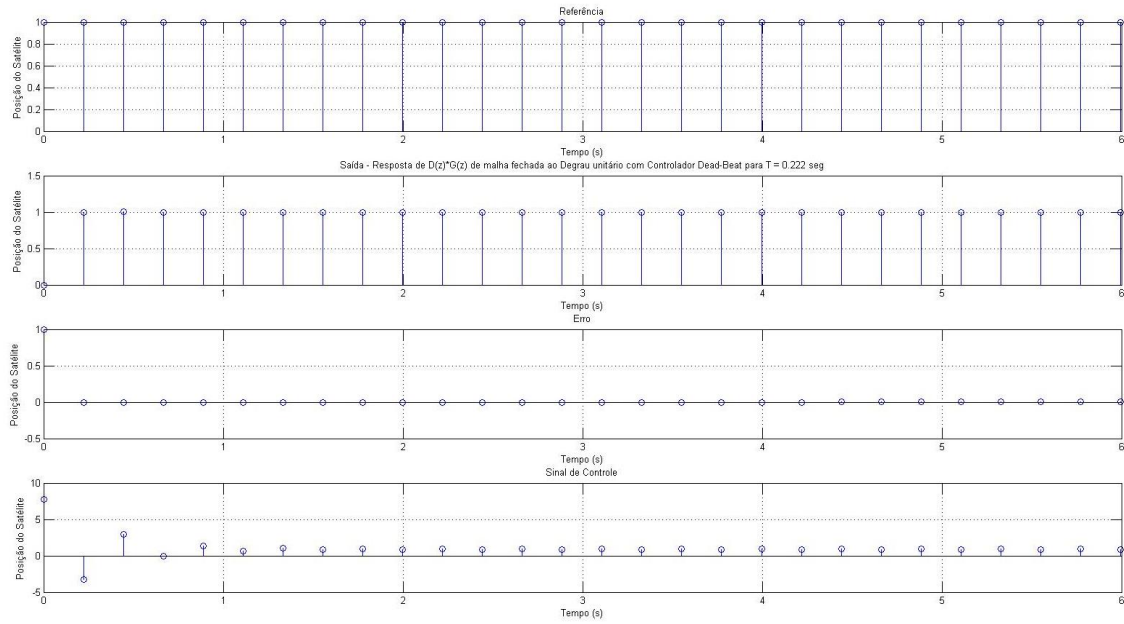 Referência
1
0.8
0.6
0.4
0.2
0
Posição do Satélite
0 1 2 3 4 5 6
Tempo (s)
Saída - Resposta de D(z)*G(z) de malha fechada ao Degrau unitário com Controlador Dead-Beat para T = 0.222 seg
1.5
1
0.5
0
Posição do Satélite
0 1 2 3 4 5 6
Tempo (s)
Erro
1
0.5
0
-0.5
Posição do Satélite
0 1 2 3 4 5 6
Tempo (s)
Sinal de Controle
10
5
0
-5
Posição do Satélite
0 1 2 3 4 5 6
Tempo (s)